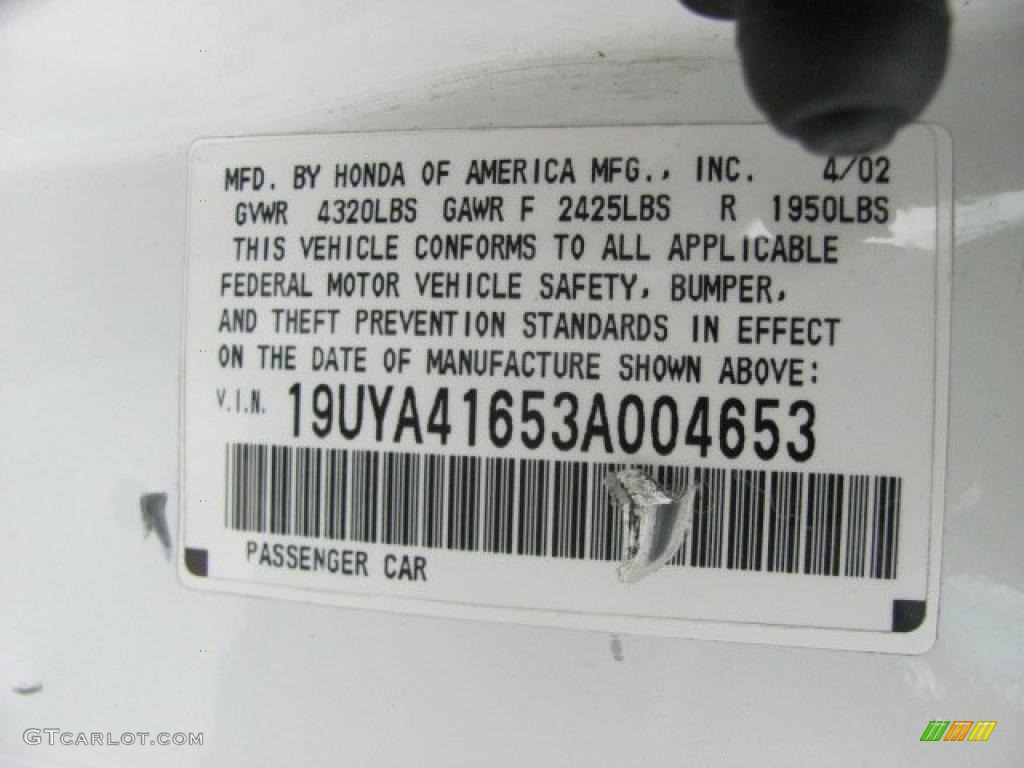 MFD. BY HONDA OF AMERICA MFG., INC. 4/02
GVWR 4320LBS GAWR F 2425LBS R 1950LBS
THIS VEHICLE CONFORMS TO ALL APPLICABLE
FEDERAL MOTOR VEHICLE SAFETY, BUMPER,
AND THEFT PREVENTION STANDARDS IN EFFECT
ON THE DATE OF MANUFACTURE SHOWN ABOVE:
V.I.N. 19UYA41653A004653
PASSENGER CAR
GTCARLOT.COM